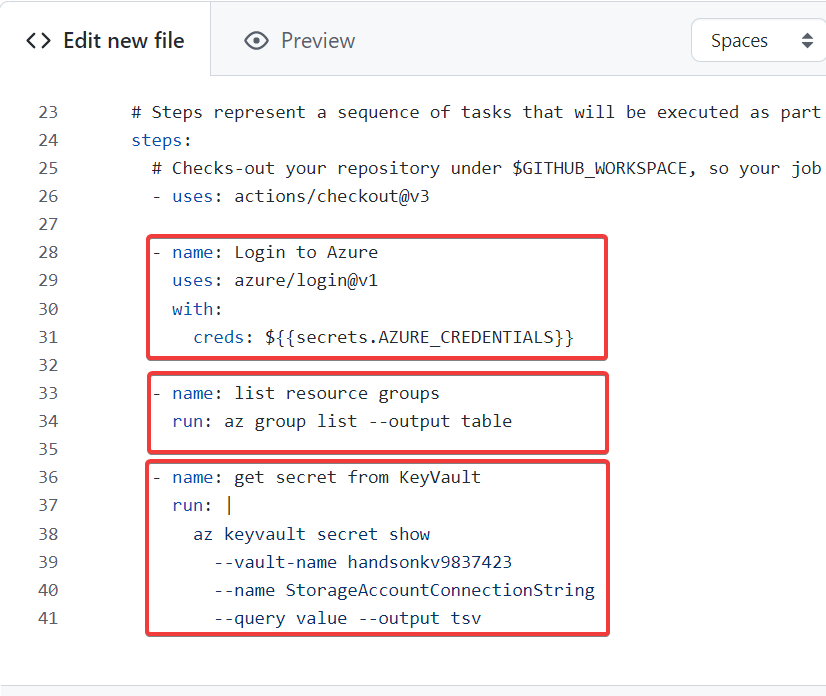 <> Edit new file
Preview
Spaces
23 # Steps represent a sequence of tasks that will be executed as part
24 steps:
25 # Checks-out your repository under $GITHUB_WORKSPACE, so your job
26 - uses: actions/checkout@v3
27
28 - name: Login to Azure
29 uses: azure/login@v1
30 with:
31 creds: ${{secrets.AZURE_CREDENTIALS}}
32
33 - name: list resource groups
34 run: az group list --output table
35
36 - name: get secret from KeyVault
37 run: |
38 az keyvault secret show
39 --vault-name handsonkv9837423
40 --name StorageAccountConnectionString
41 --query value --output tsv